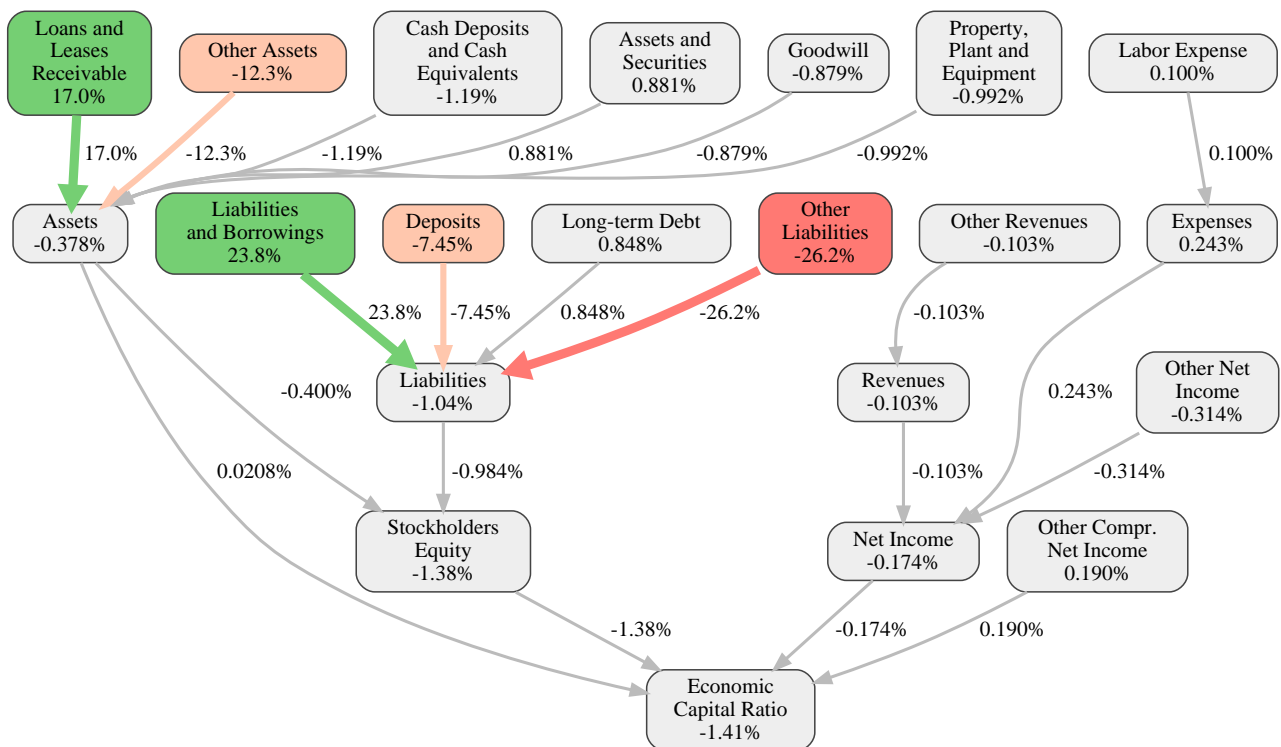 Loans and
Leases
Receivable
17.0%
Other Assets
-12.3%
Cash Deposits
and Cash
Equivalents
-1.19%
Assets and
Securities
0.881%
Goodwill
-0.879%
Property,
Plant and
Equipment
-0.992%
Labor Expense
0.100%
17.0%
-12.3%
-1.19%
0.881%
-0.879%
-0.992%
0.100%
Assets
-0.378%
Liabilities
and Borrowings
23.8%
Deposits
-7.45%
Long-term Debt
0.848%
Other
Liabilities
-26.2%
Other Revenues
-0.103%
Expenses
0.243%
23.8%
-7.45%
0.848%
-26.2%
-0.103%
-0.400%
Liabilities
-1.04%
Revenues
-0.103%
0.243%
Other Net
Income
-0.314%
0.0208%
-0.984%
-0.103%
-0.314%
Stockholders
Equity
-1.38%
Net Income
-0.174%
Other Compr.
Net Income
0.190%
-1.38%
-0.174%
0.190%
Economic
Capital Ratio
-1.41%